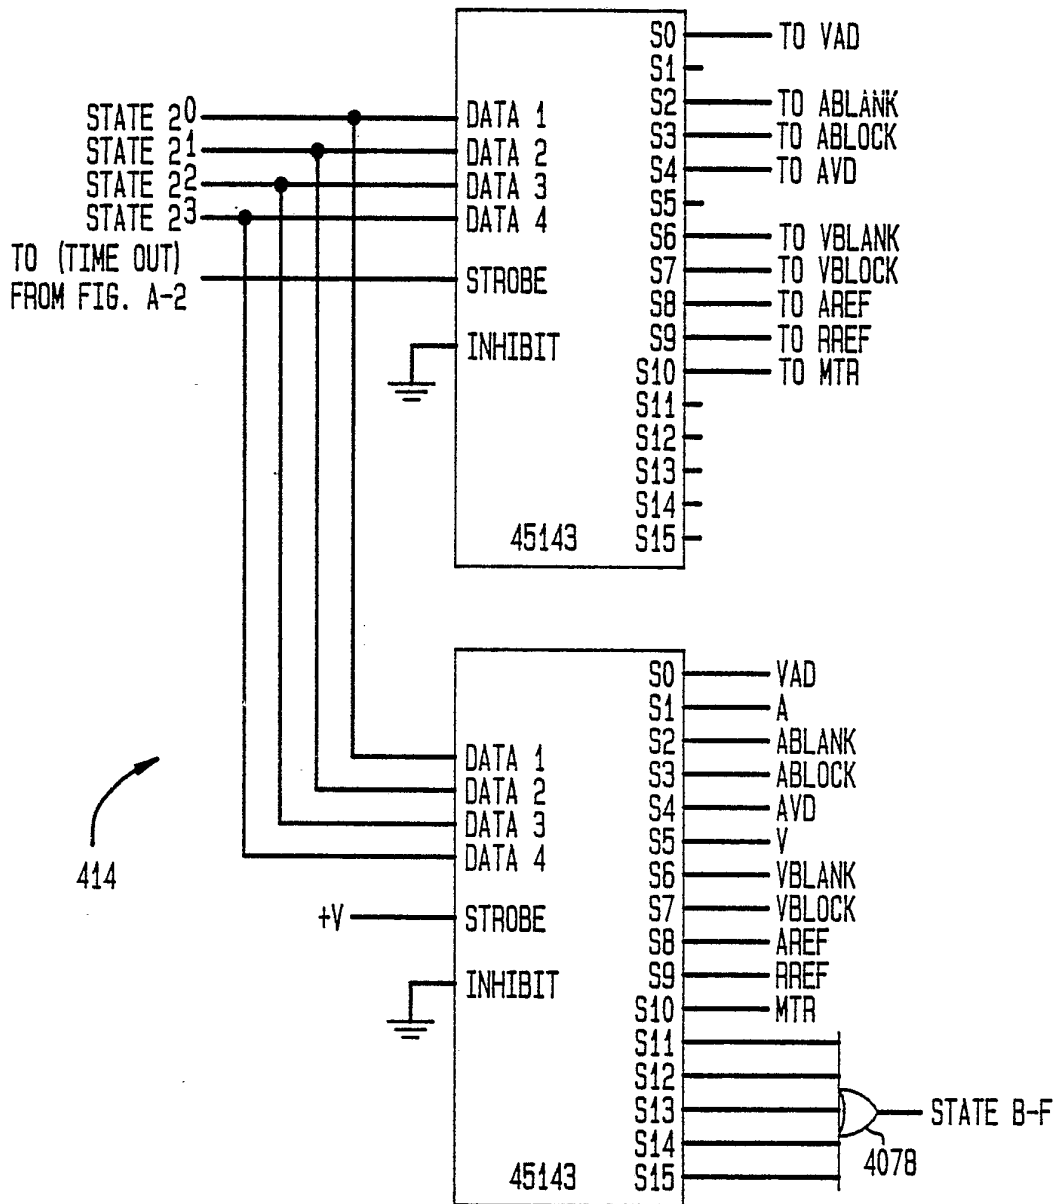 S0 TO VAD
S1
STATE 2⁰ DATA 1 S2 TO ABLANK
STATE 2¹ DATA 2 S3 TO ABLOCK
STATE 2² DATA 3 S4 TO AVD
STATE 2³ DATA 4 S5
TO (TIME OUT)
FROM FIG. A-2
STROBE
INHIBIT
S6 TO VBLANK
S7 TO VBLOCK
S8 TO AREF
S9 TO RREF
S10 TO MTR
S11
S12
S13
S14
45143 S15
S0 VAD
S1 A
S2 ABLANK
DATA 1
S3 ABLOCK
DATA 2
S4 AVD
DATA 3
S5 V
DATA 4
S6 VBLANK
414
+V STROBE
S7 VBLOCK
S8 AREF
INHIBIT
S9 RREF
S10 MTR
S11
S12
S13 STATE B-F
S14 4078
45143 S15